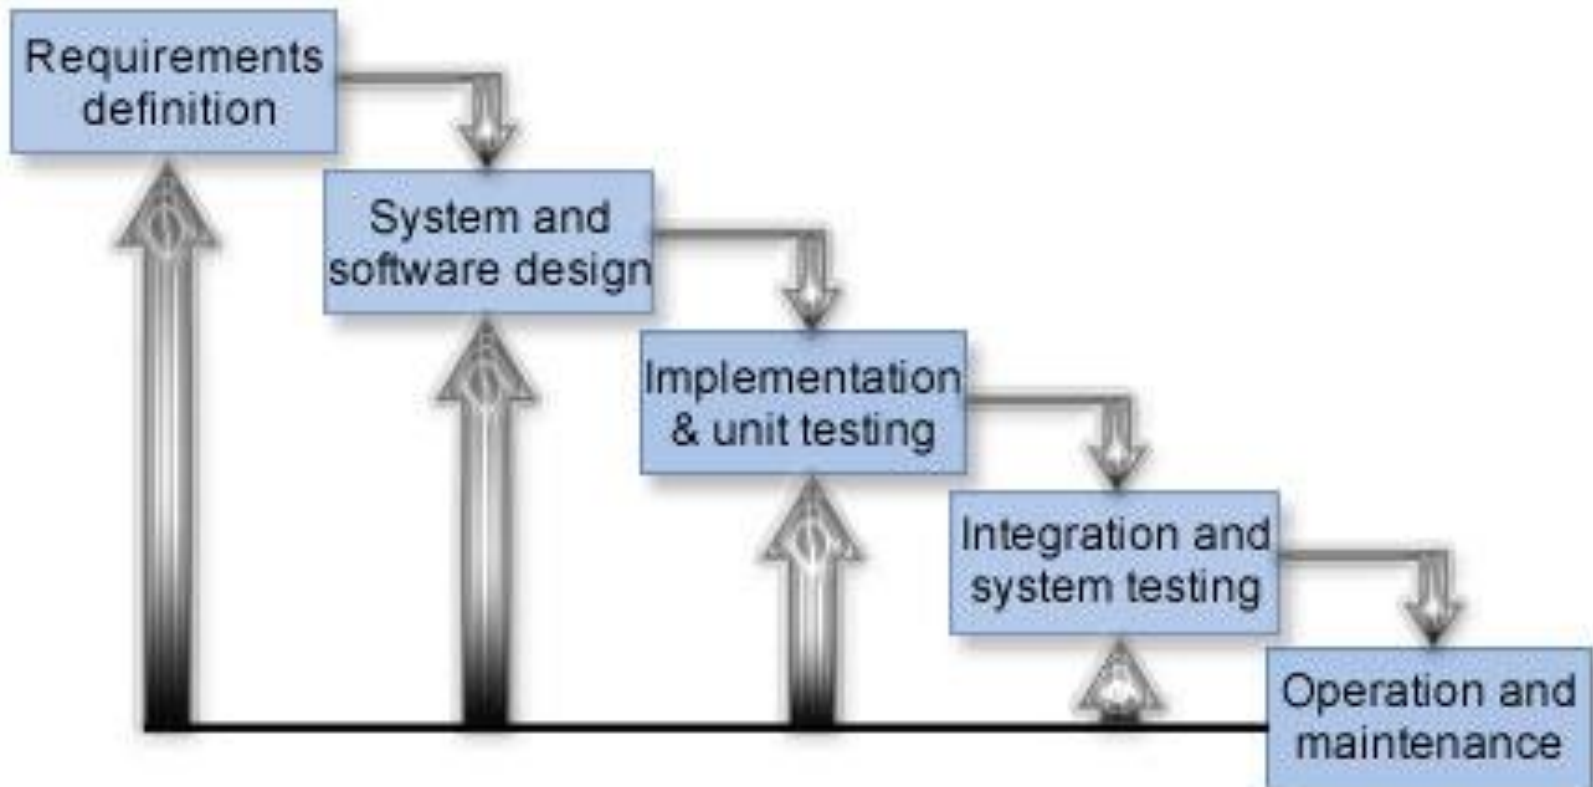 Requirements
definition
System and
software design
Implementation
& unit testing
Integration and
system testing
Operation and
maintenance